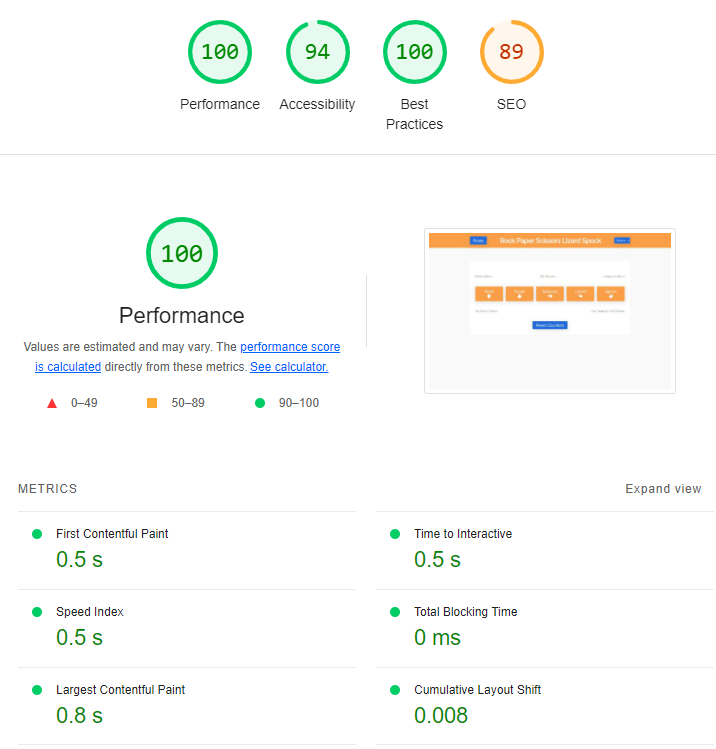 100
94
100
89
Performance
Accessibility
Best
Practices
SEO
100
Performance
Values are estimated and may vary. The performance score
is calculated directly from these metrics. See calculator.
0–49
50–89
90–100
Rock Paper Scissors Lizard Spock
METRICS
Expand view
First Contentful Paint
0.5 s
Time to Interactive
0.5 s
Speed Index
0.5 s
Total Blocking Time
0 ms
Largest Contentful Paint
0.8 s
Cumulative Layout Shift
0.008